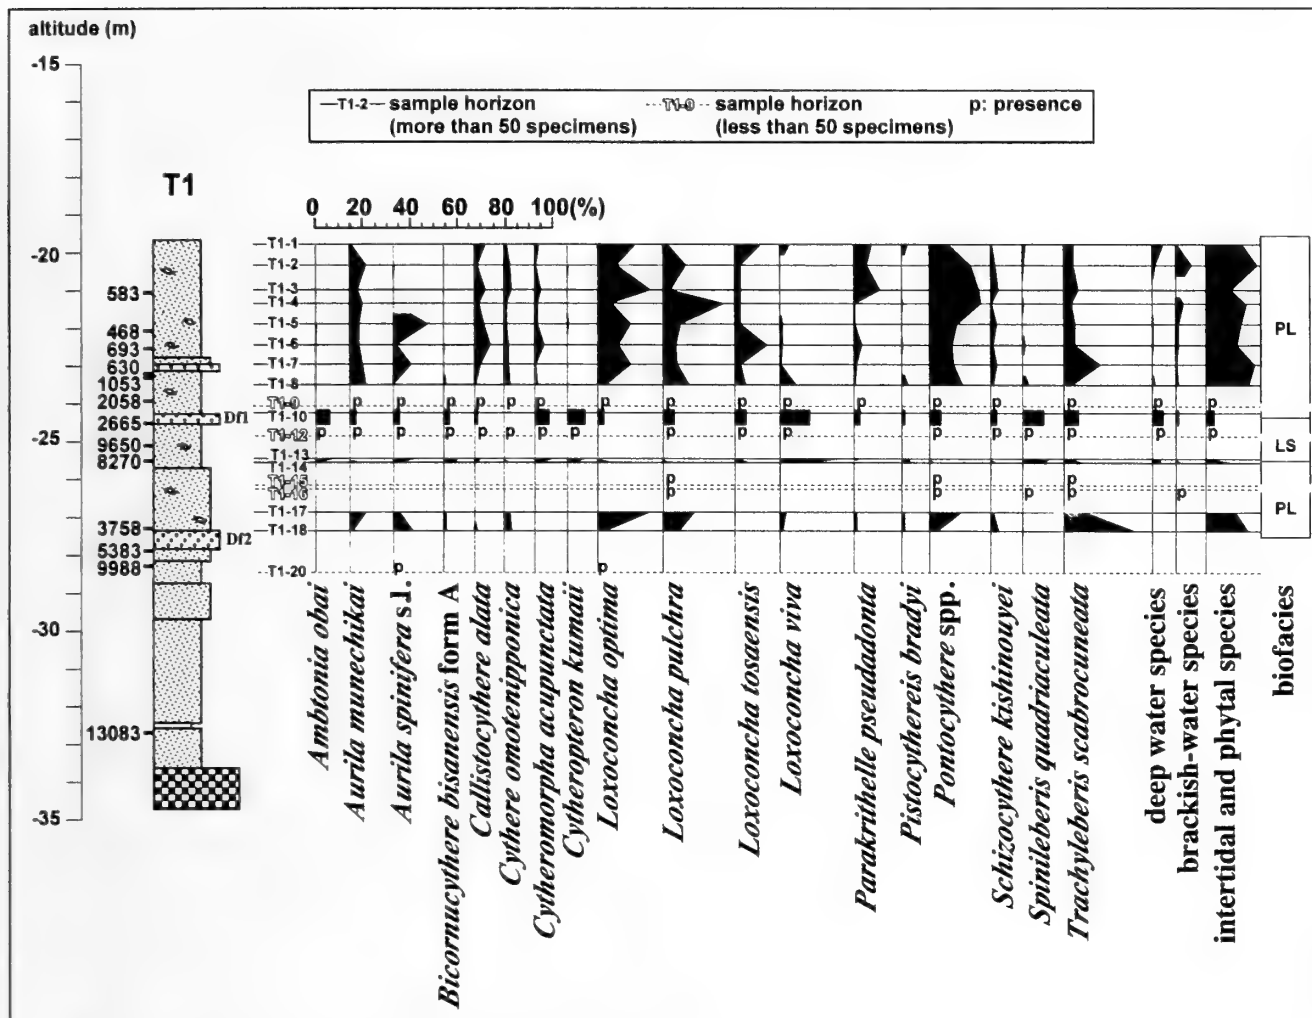 altitude (m)
-15
-20
-25
-30
-35
—T1-2— sample horizon
(more than 50 specimens)
---T1-9--- sample horizon
(less than 50 specimens)
p: presence
T1
0 20 40 60 80 100(%)
583
468
693
630
1053
2058
2665
9650
8270
3758
5383
9988
13083
Df1
Df2
T1-1
T1-2
T1-3
T1-4
T1-5
T1-6
T1-7
T1-8
T1-9 p p p p p p p p p p p p p p p p p p
T1-10
T1-12 p p p p p p p p p p p p p p p p
T1-13
T1-14
T1-15 p p p
T1-16 p p p p p
T1-17
T1-18
T1-20 p p
PL
LS
PL
Ambtonia obai
Aurila munechikai
Aurila spinifera s.l.
Bicornucythere bisanensis form A
Callistocythere alata
Cythere omotenipponica
Cytheromorpha acupunctata
Cytheropteron kumaii
Loxoconcha optima
Loxoconcha pulchra
Loxoconcha tosaensis
Loxoconcha viva
Parakrithelle pseudadonta
Pistocythereis bradyi
Pontocythere spp.
Schizocythere kishinouyei
Spinileberis quadriaculeata
Trachyleberis scabrocuneata
deep water species
brackish-water species
intertidal and phytal species
biofacies